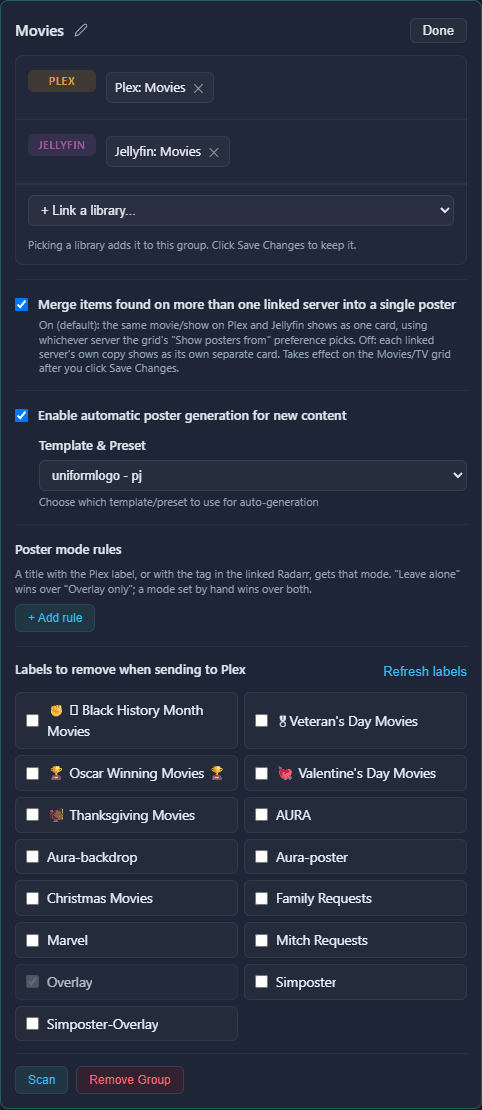 Movies
Done
PLEX
Plex: Movies ×
JELLYFIN
Jellyfin: Movies ×
+ Link a library...
Picking a library adds it to this group. Click Save Changes to keep it.
Merge items found on more than one linked server into a single poster
On (default): the same movie/show on Plex and Jellyfin shows as one card, using
whichever server the grid's "Show posters from" preference picks. Off: each linked
server's own copy shows as its own separate card. Takes effect on the Movies/TV grid
after you click Save Changes.
Enable automatic poster generation for new content
Template & Preset
uniformlogo - pj
Choose which template/preset to use for auto-generation
Poster mode rules
A title with the Plex label, or with the tag in the linked Radarr, gets that mode. "Leave alone"
wins over "Overlay only"; a mode set by hand wins over both.
+ Add rule
Labels to remove when sending to Plex
Refresh labels
✊ Black History Month
Movies
🎖Veteran's Day Movies
🏆 Oscar Winning Movies 🏆
💘 Valentine's Day Movies
🦃 Thanksgiving Movies
AURA
Aura-backdrop
Aura-poster
Christmas Movies
Family Requests
Marvel
Mitch Requests
Overlay
Simposter
Simposter-Overlay
Scan
Remove Group